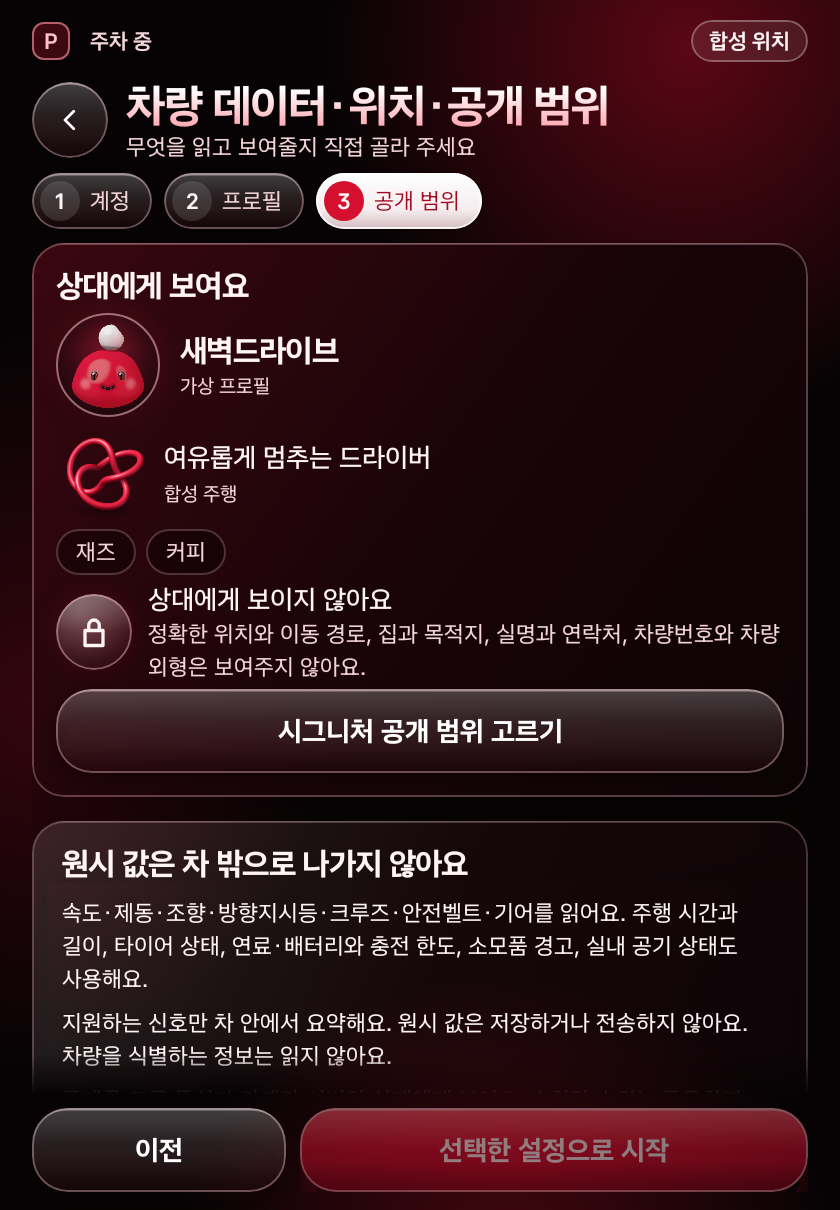 P 주차 중
합성 위치
차량 데이터·위치·공개 범위
무엇을 읽고 보여줄지 직접 골라 주세요
1 계정
2 프로필
3 공개 범위
상대에게 보여요
새벽드라이브
가상 프로필
여유롭게 멈추는 드라이버
합성 주행
재즈
커피
상대에게 보이지 않아요
정확한 위치와 이동 경로, 집과 목적지, 실명과 연락처, 차량번호와 차량
외형은 보여주지 않아요.
시그니처 공개 범위 고르기
원시 값은 차 밖으로 나가지 않아요
속도·제동·조향·방향지시등·크루즈·안전벨트·기어를 읽어요. 주행 시간과
길이, 타이어 상태, 연료·배터리와 충전 한도, 소모품 경고, 실내 공기 상태도
사용해요.
지원하는 신호만 차 안에서 요약해요. 원시 값은 저장하거나 전송하지 않아요.
차량을 식별하는 정보는 읽지 않아요.
이전
선택한 설정으로 시작